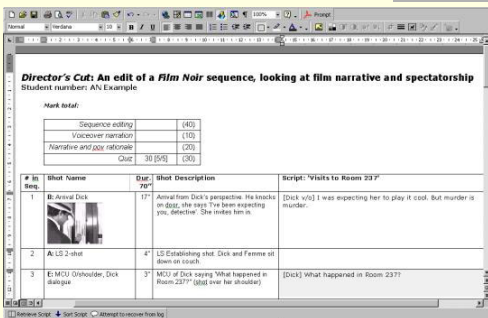 100%
Prompt
Normal
Verdana
10
B I U
Director's Cut: An edit of a Film Noir sequence, looking at film narrative and spectatorship
Student number: AN Example
Mark total:
Sequence editing (40)
Voiceover narration (10)
Narrative and pov rationale (20)
Quiz 30 [5/5] (30)
# in Seq. Shot Name Dur. 70" Shot Description Script: 'Visits to Room 237'
1 B: Arrival Dick 17" Arrival from Dick's perspective. He knocks [Dick v/o] I was expecting her to play it cool. But murder is
on door, she says 'I've been expecting murder.
you, detective'. She invites him in.
2 A: LS 2-shot 4" LS Establishing shot. Dick and Femme sit
down on couch.
3 E: MCU O/shoulder, Dick 3" MCU of Dick saying 'What happened in [Dick] What happened in Room 237?
dialogue Room 237?' (shot over her shoulder)
Retrieve Script Sort Script Attempt to recover from log